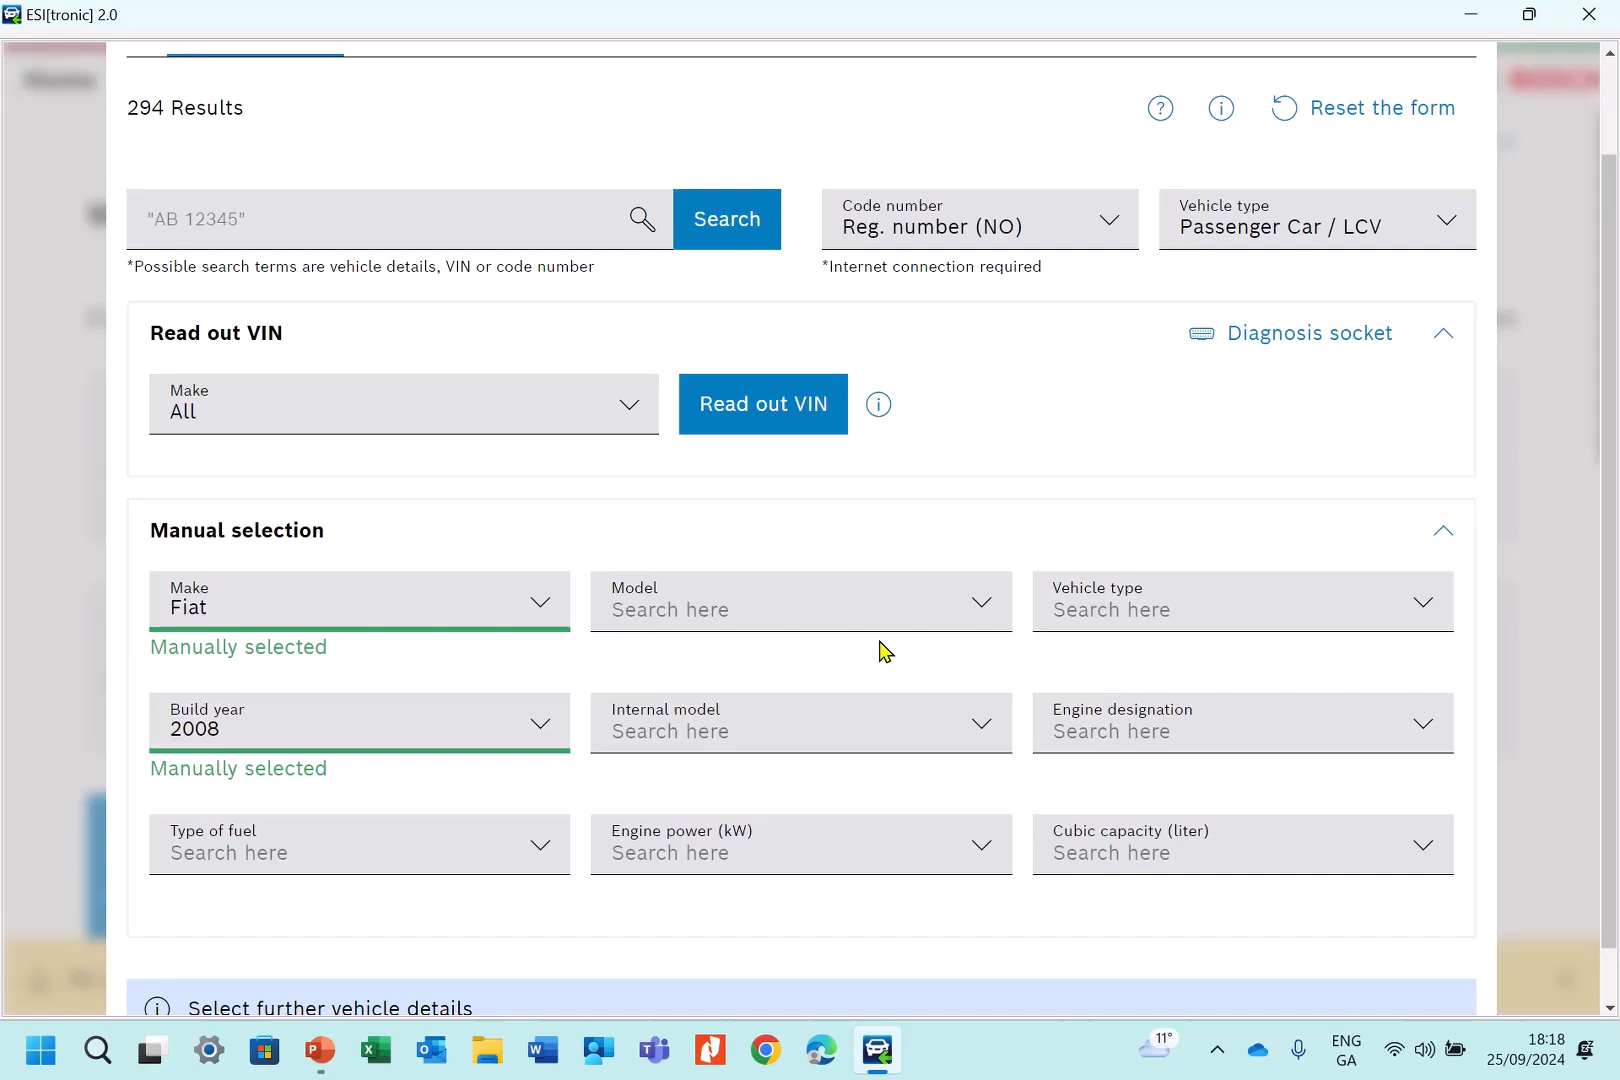 ESI[tronic] 2.0
294 Results
Reset the form
"AB 12345"
Search
Code number
Reg. number (NO)
Vehicle type
Passenger Car / LCV
*Possible search terms are vehicle details, VIN or code number
*Internet connection required
Read out VIN
Diagnosis socket
Make
All
Read out VIN
Manual selection
Make
Fiat
Manually selected
Model
Search here
Vehicle type
Search here
Build year
2008
Manually selected
Internal model
Search here
Engine designation
Search here
Type of fuel
Search here
Engine power (kW)
Search here
Cubic capacity (liter)
Search here
Select further vehicle details
11°
ENG
GA
18:18
25/09/2024